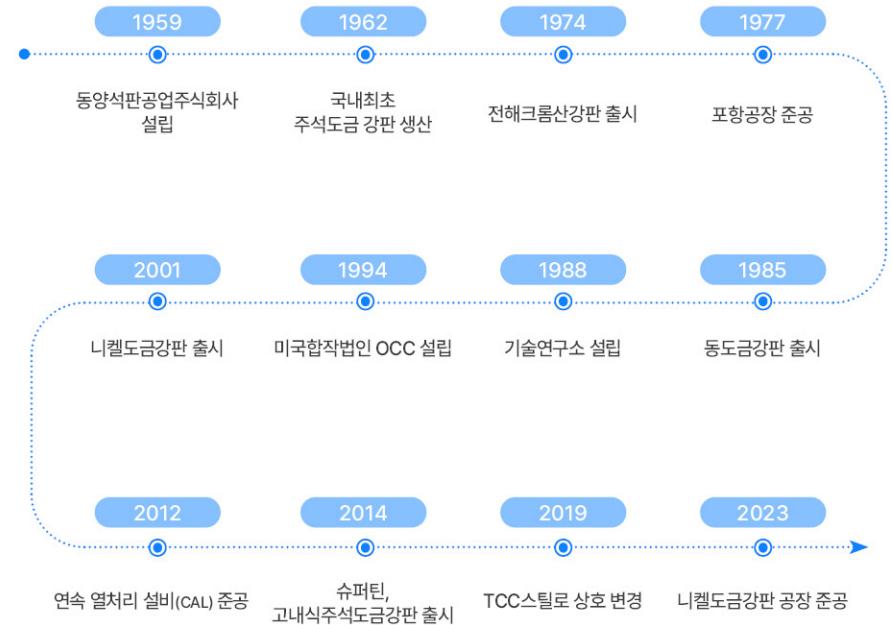 1959
동양석판공업주식회사
설립
1962
국내최초
주석도금 강판 생산
1974
전해크롬산강판 출시
1977
포항공장 준공
1985
동도금강판 출시
1988
기술연구소 설립
1994
미국합작법인 OCC 설립
2001
니켈도금강판 출시
2012
연속 열처리 설비(CAL) 준공
2014
슈퍼틴,
고내식주석도금강판 출시
2019
TCC스틸로 상호 변경
2023
니켈도금강판 공장 준공